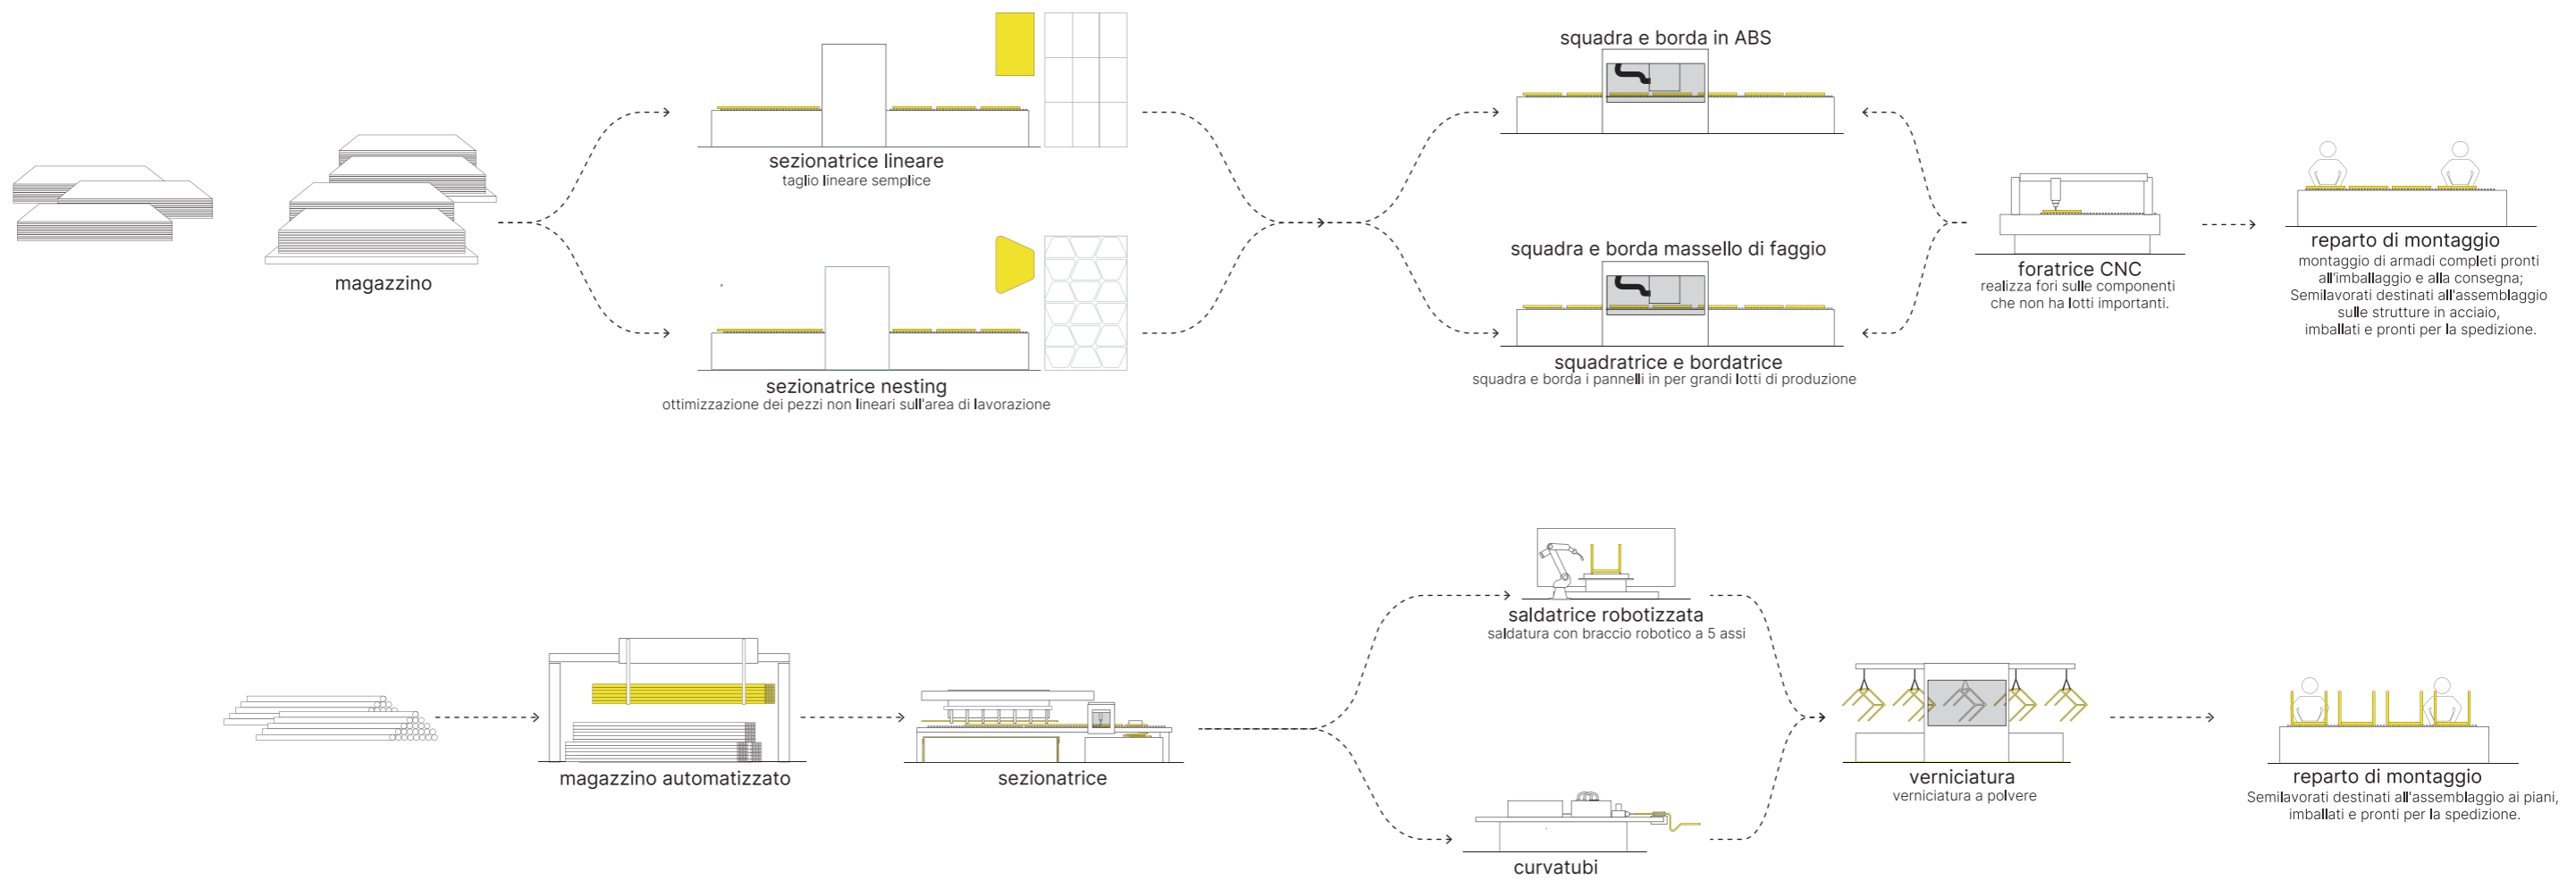 squadra e borda in ABS
sezionatrice lineare
taglio lineare semplice
magazzino
squadra e borda massello di faggio
foratrice CNC
realizza fori sulle componenti
che non ha lotti importanti.
reparto di montaggio
montaggio di armadi completi pronti
all'imballaggio e alla consegna;
Semilavorati destinati all'assemblaggio
sulle strutture in acciaio,
imballati e pronti per la spedizione.
sezionatrice nesting
ottimizzazione dei pezzi non lineari sull'area di lavorazione
squadratrice e bordatrice
squadra e borda i pannelli in per grandi lotti di produzione
saldatrice robotizzata
saldatura con braccio robotico a 5 assi
magazzino automatizzato
sezionatrice
curvatubi
verniciatura
verniciatura a polvere
reparto di montaggio
Semilavorati destinati all'assemblaggio ai piani,
imballati e pronti per la spedizione.